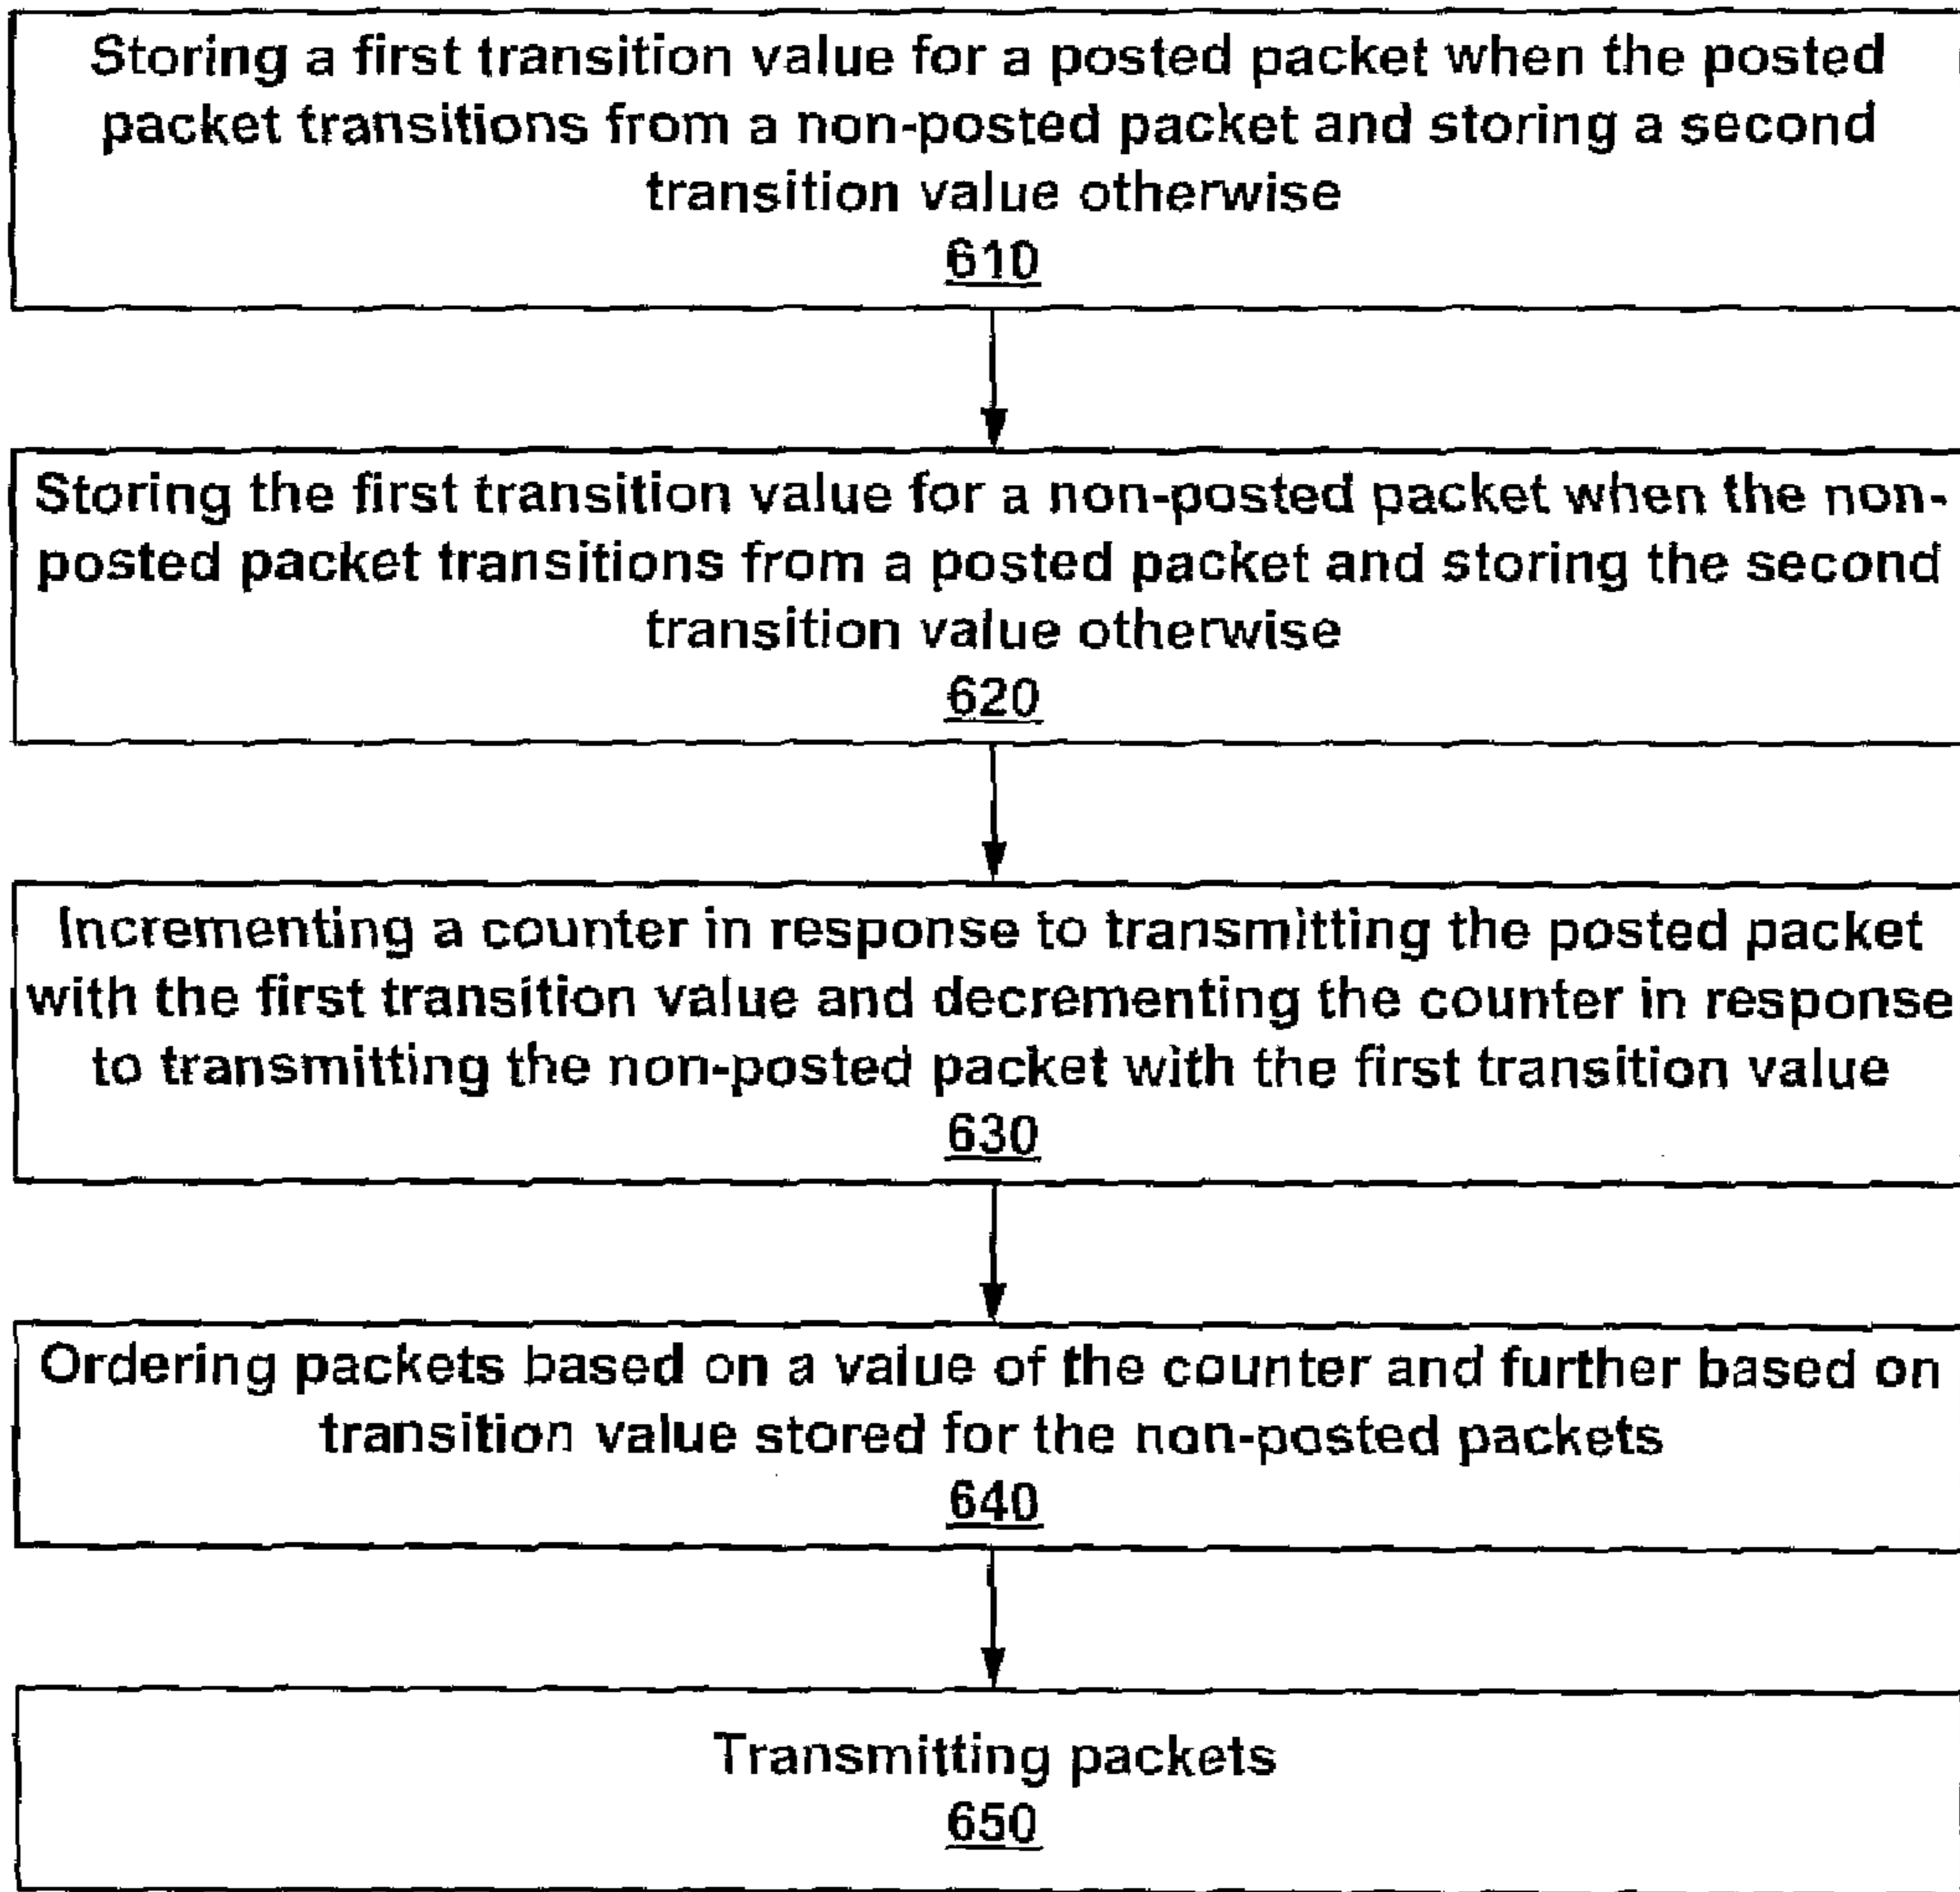 Storing a first transition value for a posted packet when the posted
packet transitions from a non-posted packet and storing a second
transition value otherwise
610
Storing the first transition value for a non-posted packet when the non-
posted packet transitions from a posted packet and storing the second
transition value otherwise
620
Incrementing a counter in response to transmitting the posted packet
with the first transition value and decrementing the counter in response
to transmitting the non-posted packet with the first transition value
630
Ordering packets based on a value of the counter and further based on
transition value stored for the non-posted packets
640
Transmitting packets
650